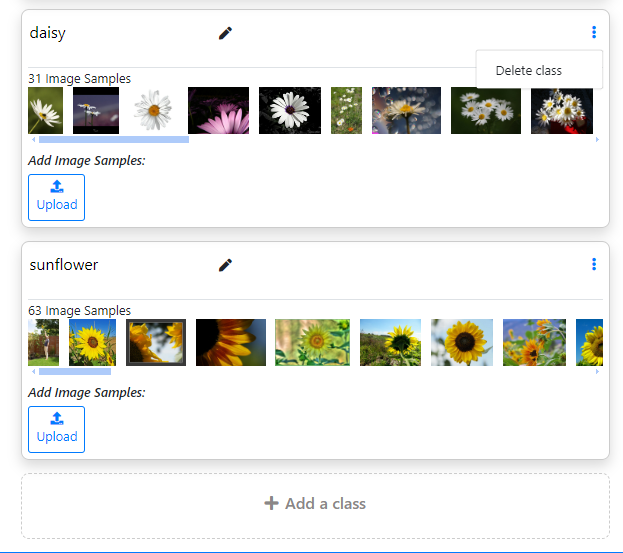 daisy
Delete class
31 Image Samples
Add Image Samples:
Upload
sunflower
63 Image Samples
Add Image Samples:
Upload
Add a class